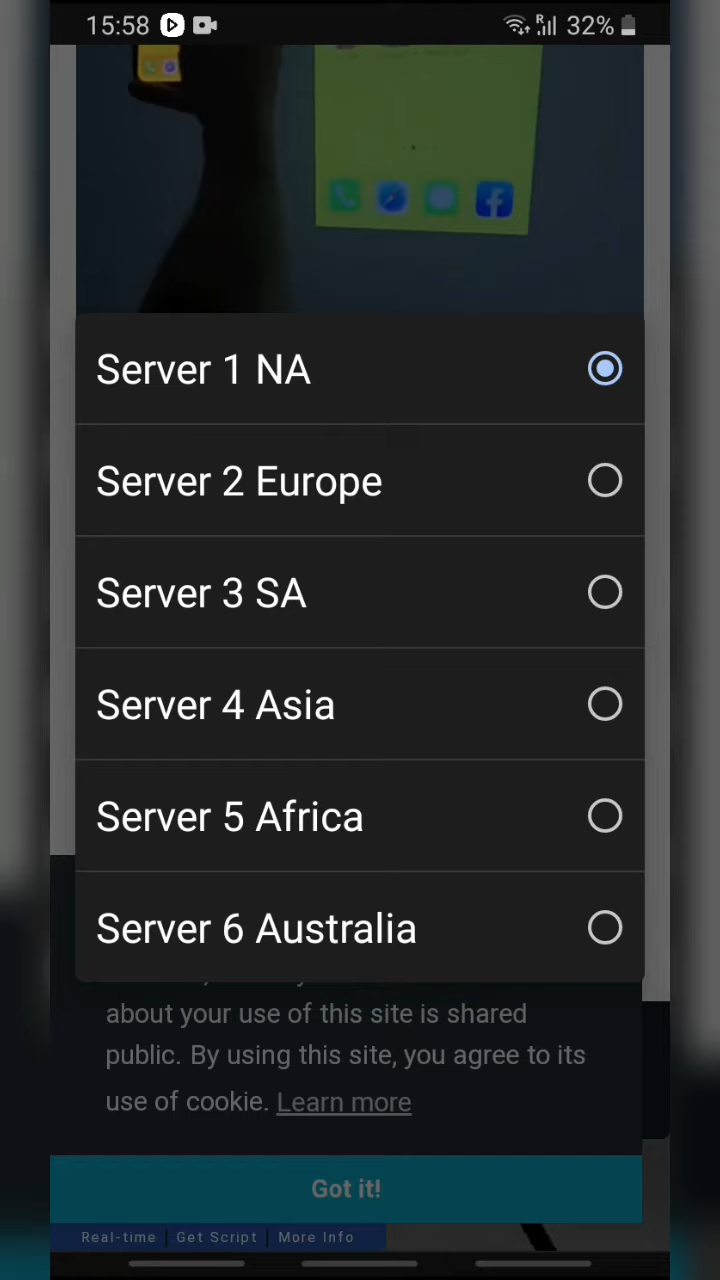 15:58
R 32%
Server 1 NA
Server 2 Europe
Server 3 SA
Server 4 Asia
Server 5 Africa
Server 6 Australia
about your use of this site is shared
public. By using this site, you agree to its
use of cookie. Learn more
Got it!
Real-time | Get Script | More Info